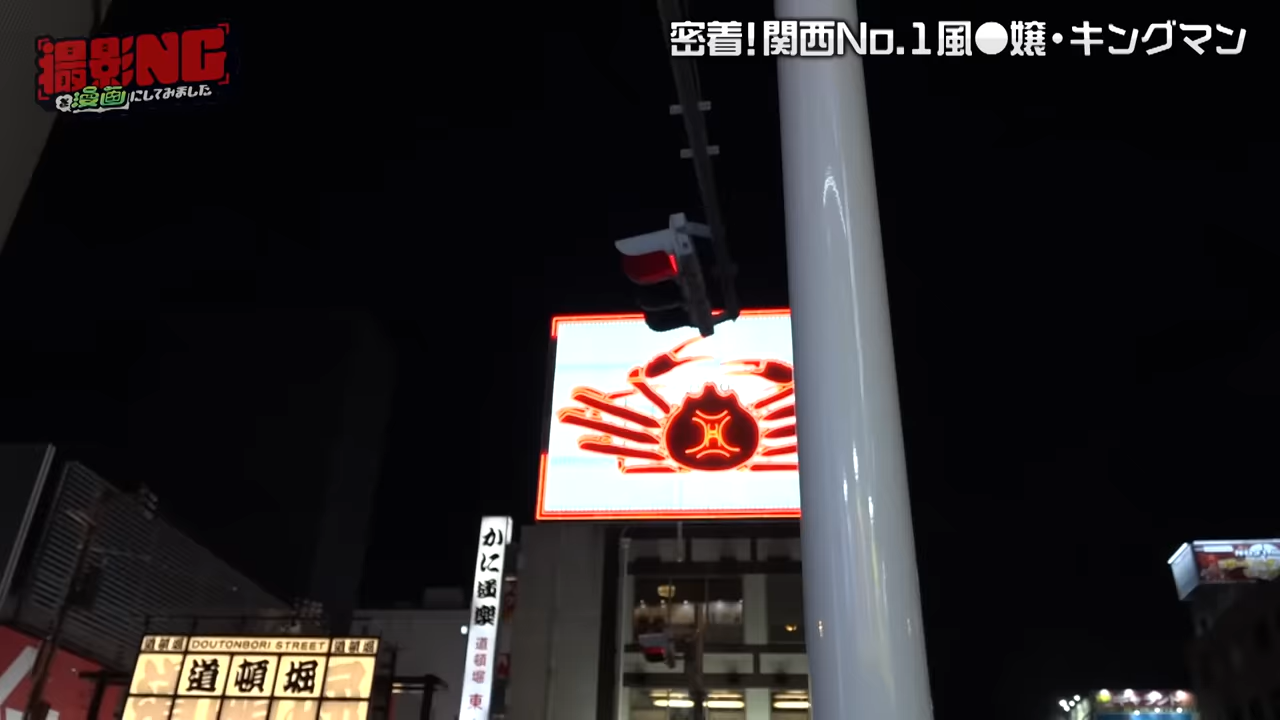 撮影NG
を漫画にしてみました
密着!関西No.1風●嬢・キングマン
かに道楽
道頓堀 東
道頓堀 DOUTONBORI STREET 道頓堀
道頓堀